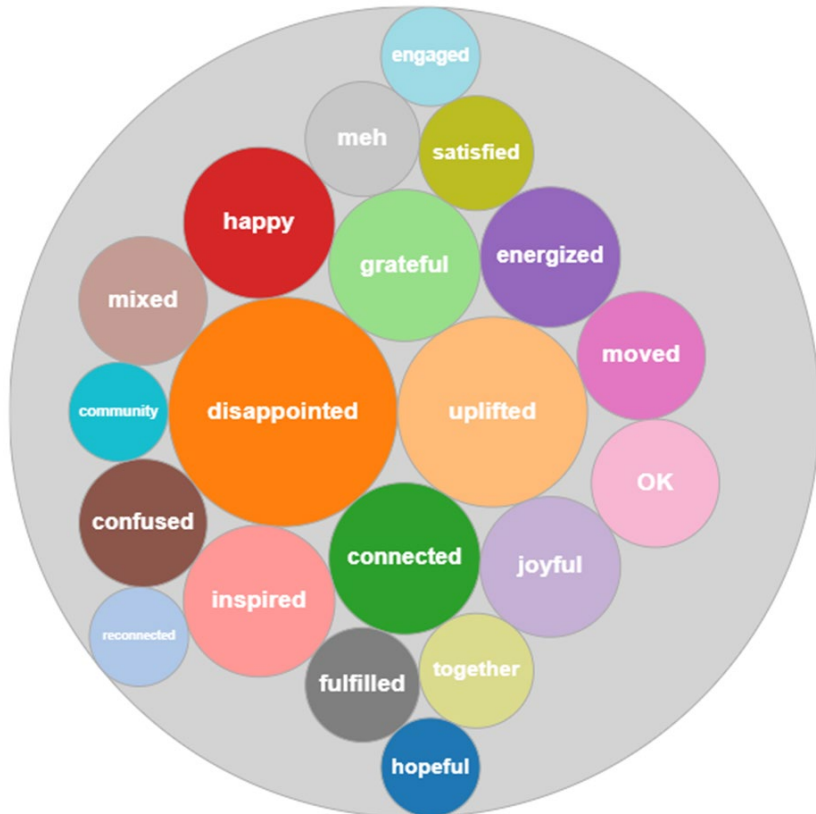 engaged
meh
satisfied
happy
grateful
energized
mixed
moved
disappointed
uplifted
community
OK
confused
connected
joyful
inspired
reconnected
fulfilled
together
hopeful